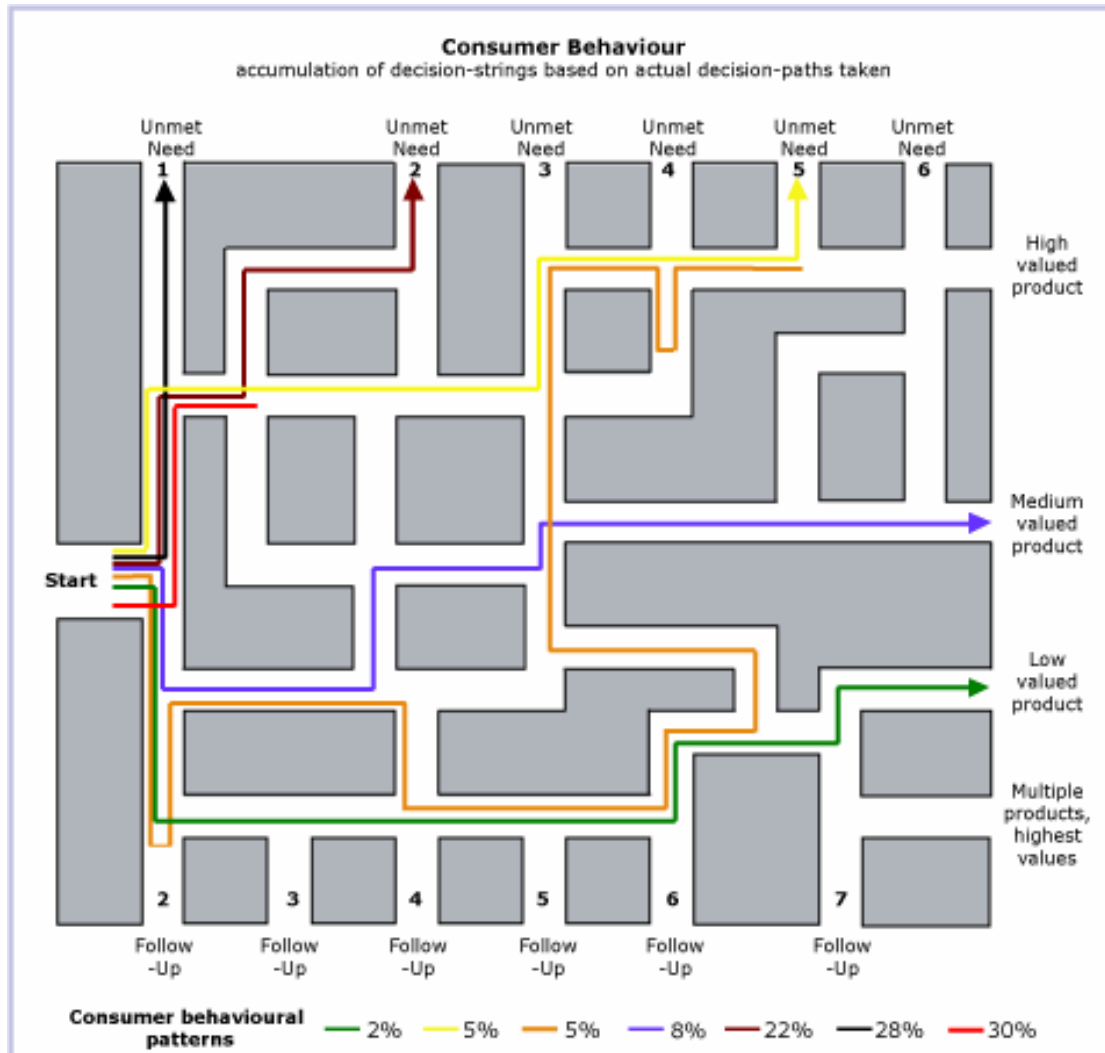 Consumer Behaviour
accumulation of decision-strings based on actual decision-paths taken
Unmet Need
Unmet Need
Unmet Need
Unmet Need
Unmet Need
Unmet Need
1
2
3
4
5
6
High
valued
product
Medium
valued
product
Start
Low
valued
product
Multiple
products,
highest
values
2
3
4
5
6
7
Follow
-Up
Follow
-Up
Follow
-Up
Follow
-Up
Follow
-Up
Follow
-Up
Consumer behavioural
patterns
2%
5%
5%
8%
22%
28%
30%